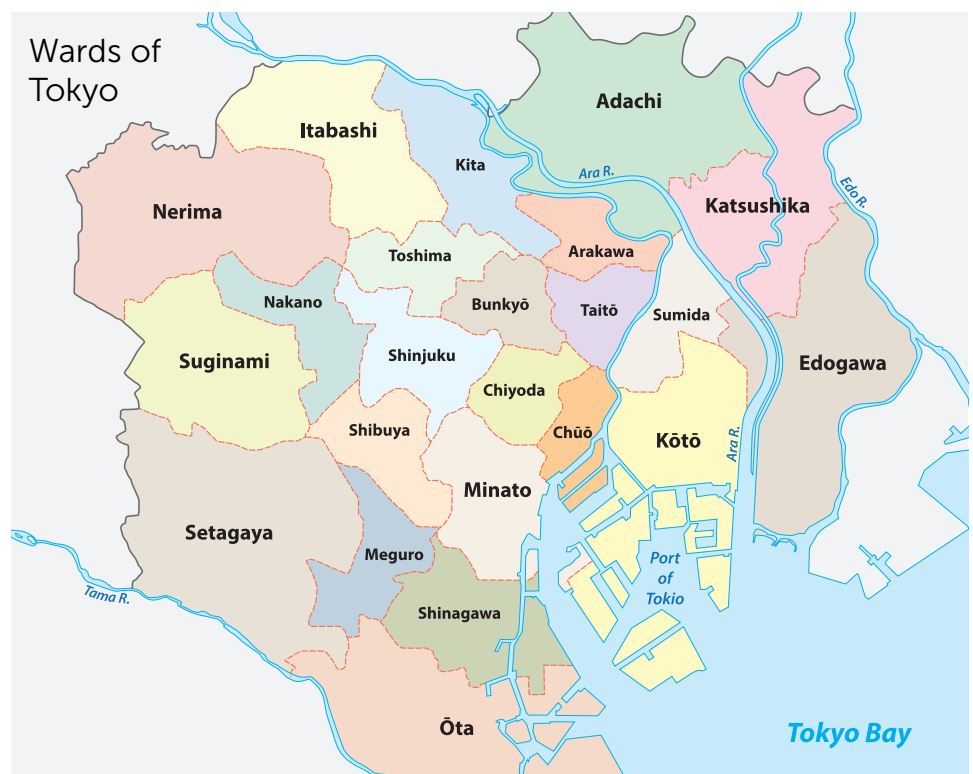 Wards of
Tokyo
Adachi
Itabashi
Kita
Ara R.
Edo R.
Katsushika
Nerima
Toshima
Arakawa
Nakano
Bunkyō
Taitō
Sumida
Shinjuku
Suginami
Chiyoda
Edogawa
Shibuya
Chūō
Kōtō
Ara R.
Minato
Setagaya
Meguro
Port
of
Tokio
Tama R.
Shinagawa
Ōta
Tokyo Bay